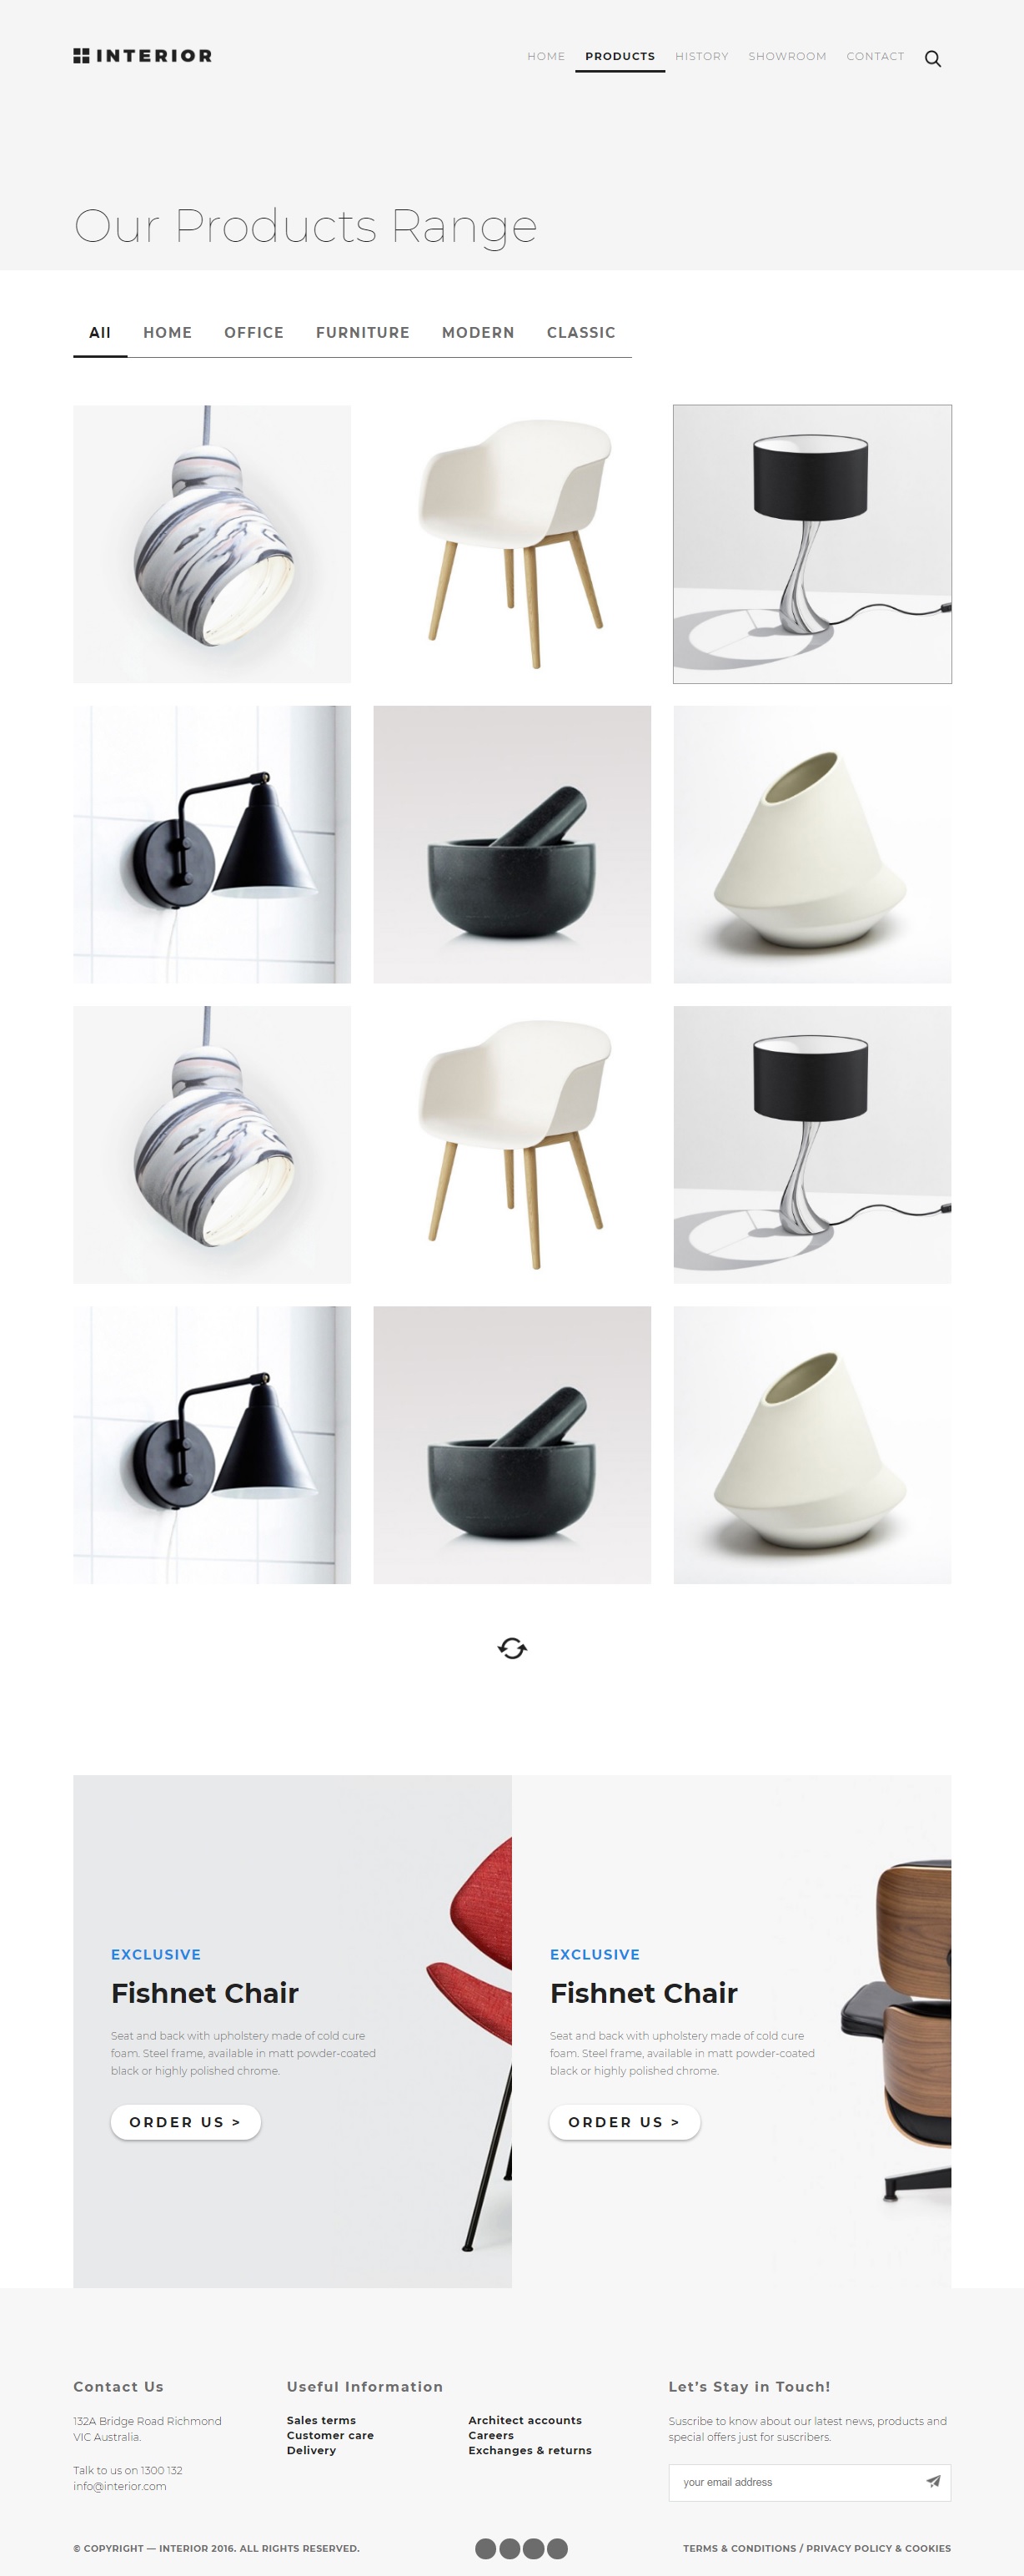 INTERIOR
HOME PRODUCTS HISTORY SHOWROOM CONTACT
Our Products Range
All HOME OFFICE FURNITURE MODERN CLASSIC
EXCLUSIVE
Fishnet Chair
Seat and back with upholstery made of cold cure
foam. Steel frame, available in matt powder-coated
black or highly polished chrome.
ORDER US >
EXCLUSIVE
Fishnet Chair
Seat and back with upholstery made of cold cure
foam. Steel frame, available in matt powder-coated
black or highly polished chrome.
ORDER US >
Contact Us
132A Bridge Road Richmond
VIC Australia.
Talk to us on 1300 132
info@interior.com
Useful Information
Sales terms
Customer care
Delivery
Architect accounts
Careers
Exchanges & returns
Let's Stay in Touch!
Suscribe to know about our latest news, products and
special offers just for suscribers.
your email address
© COPYRIGHT — INTERIOR 2016. ALL RIGHTS RESERVED.
TERMS & CONDITIONS / PRIVACY POLICY & COOKIES